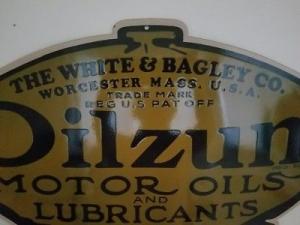 THE WHITE & BAGLEY CO.
WORCESTER MASS. U.S.A.
TRADE MARK
REG U.S PAT OFF
Oilzum
MOTOR OILS
AND
LUBRICANTS